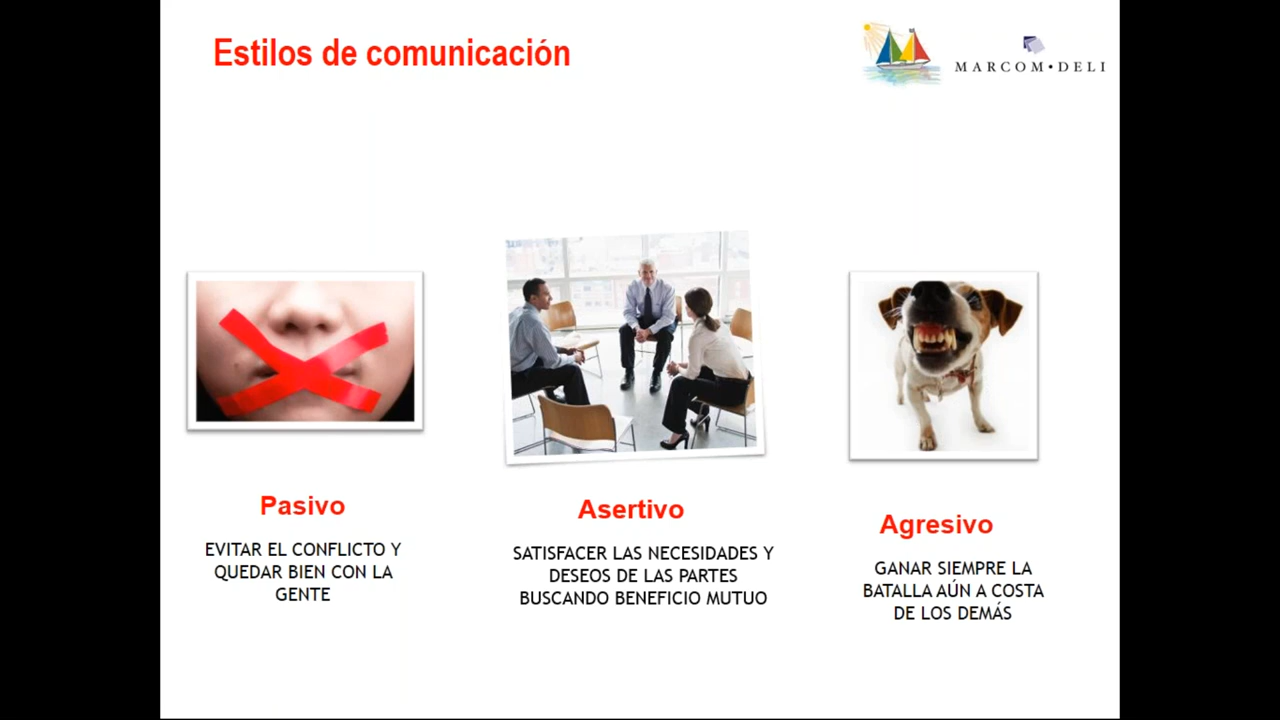 Estilos de comunicación
MARCOM•DELI
Pasivo
EVITAR EL CONFLICTO Y
QUEDAR BIEN CON LA
GENTE
Asertivo
SATISFACER LAS NECESIDADES Y
DESEOS DE LAS PARTES
BUSCANDO BENEFICIO MUTUO
Agresivo
GANAR SIEMPRE LA
BATALLA AÚN A COSTA
DE LOS DEMÁS